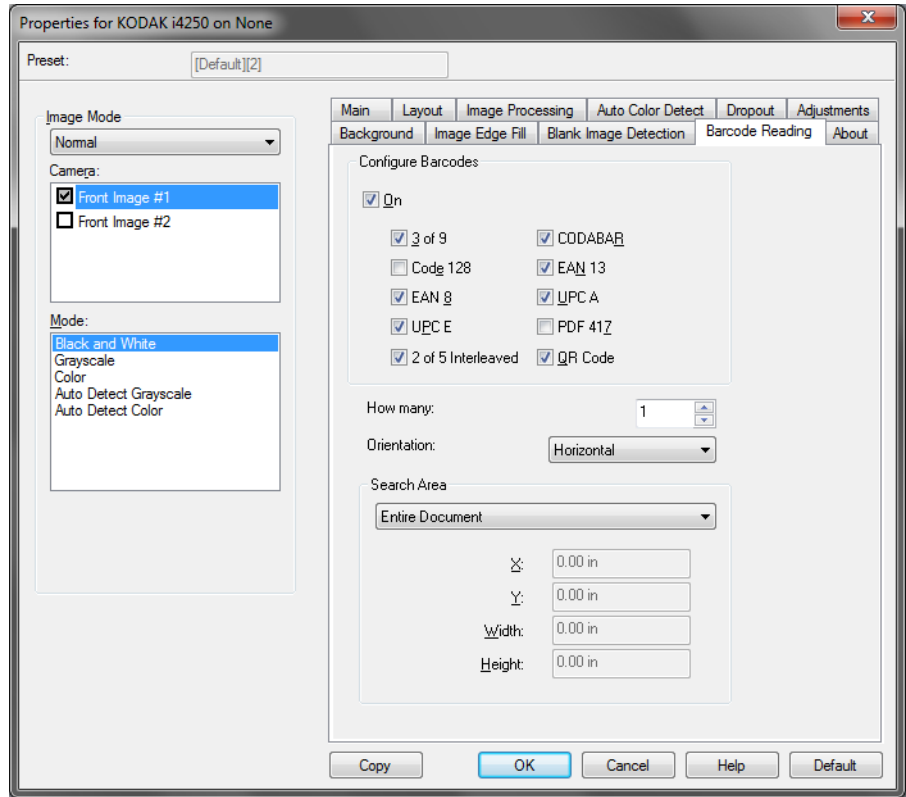 Properties for KODAK i4250 on None
Preset: [Default][2]
Image Mode
Normal
Camera:
Front Image #1
Front Image #2
Mode:
Black and White
Grayscale
Color
Auto Detect Grayscale
Auto Detect Color
Main Layout Image Processing Auto Color Detect Dropout Adjustments
Background Image Edge Fill Blank Image Detection Barcode Reading About
Configure Barcodes
On
3 of 9 CODABAR
Code 128 EAN 13
EAN 8 UPC A
UPC E PDF 417
2 of 5 Interleaved QR Code
How many: 1
Orientation: Horizontal
Search Area
Entire Document
X: 0.00 in
Y: 0.00 in
Width: 0.00 in
Height: 0.00 in
Copy OK Cancel Help Default